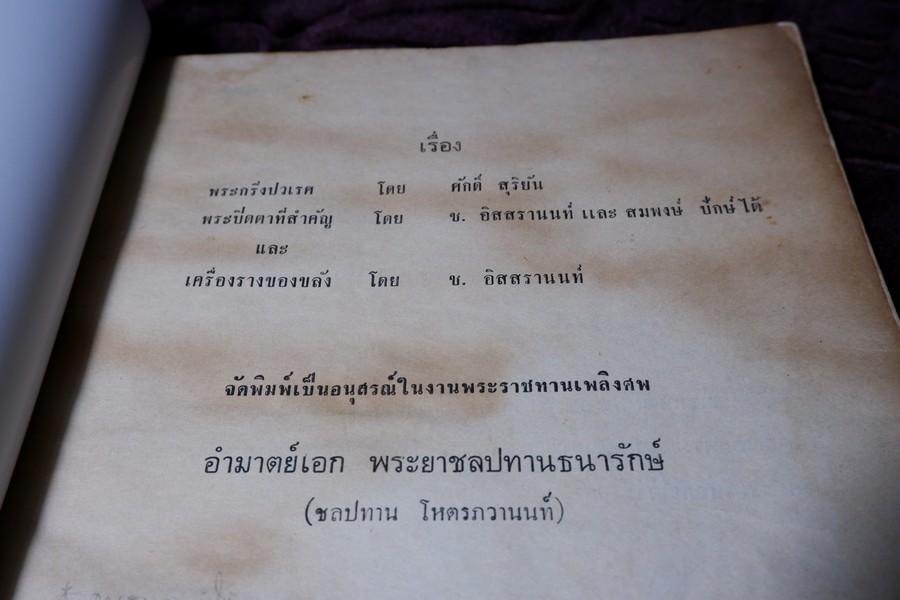 เรื่อง
พระกริ่งปวเรศ โดย ศักดิ์ สุริยัน
พระปิดตาที่สำคัญ โดย ช. อิสสรานนท์ และ สมพงษ์ ปักษ์ใต้
และ
เครื่องรางของขลัง โดย ช. อิสสรานนท์
จัดพิมพ์เป็นอนุสรณ์ในงานพระราชทานเพลิงศพ
อำมาตย์เอก พระยาชลปทานธนารักษ์
(ชลปทาน โหตรภวานนท์)